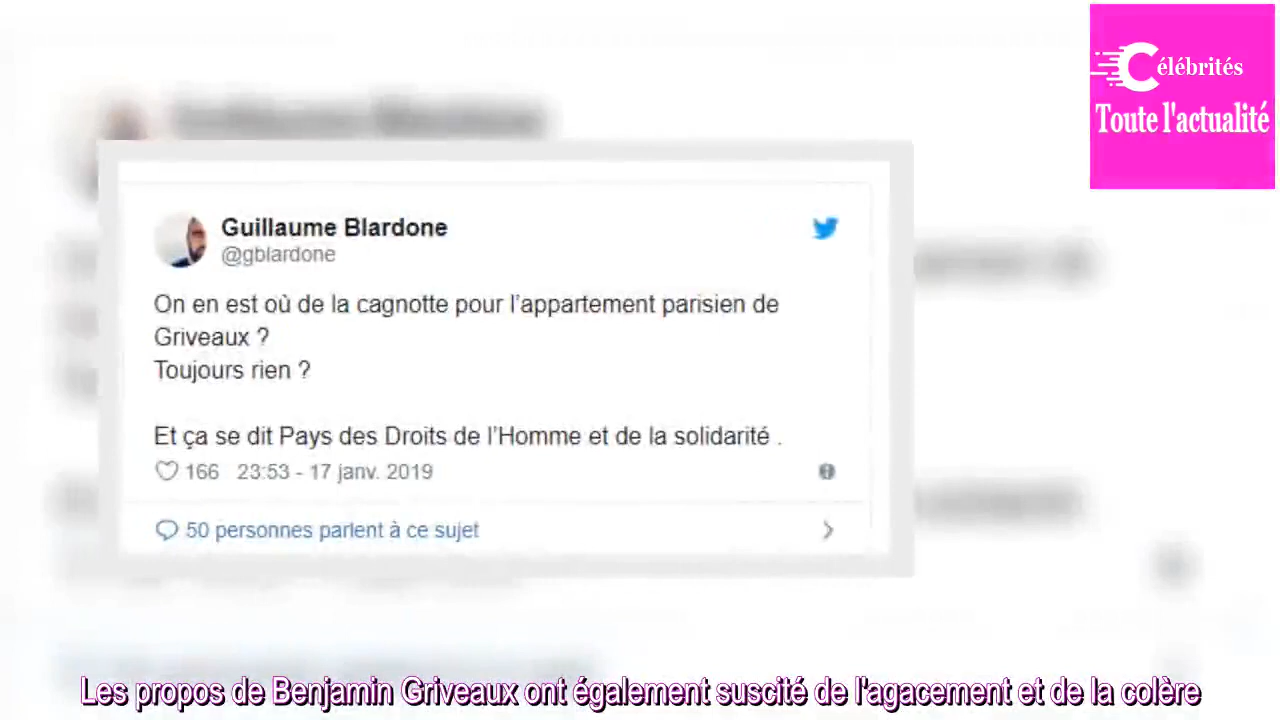 Célébrités
Toute l'actualité
Guillaume Blardone
@gblardone
On en est où de la cagnotte pour l’appartement parisien de
Griveaux ?
Toujours rien ?
Et ça se dit Pays des Droits de l’Homme et de la solidarité .
166 23:53 - 17 janv. 2019
50 personnes parlent à ce sujet
Les propos de Benjamin Griveaux ont également suscité de l'agacement et de la colère